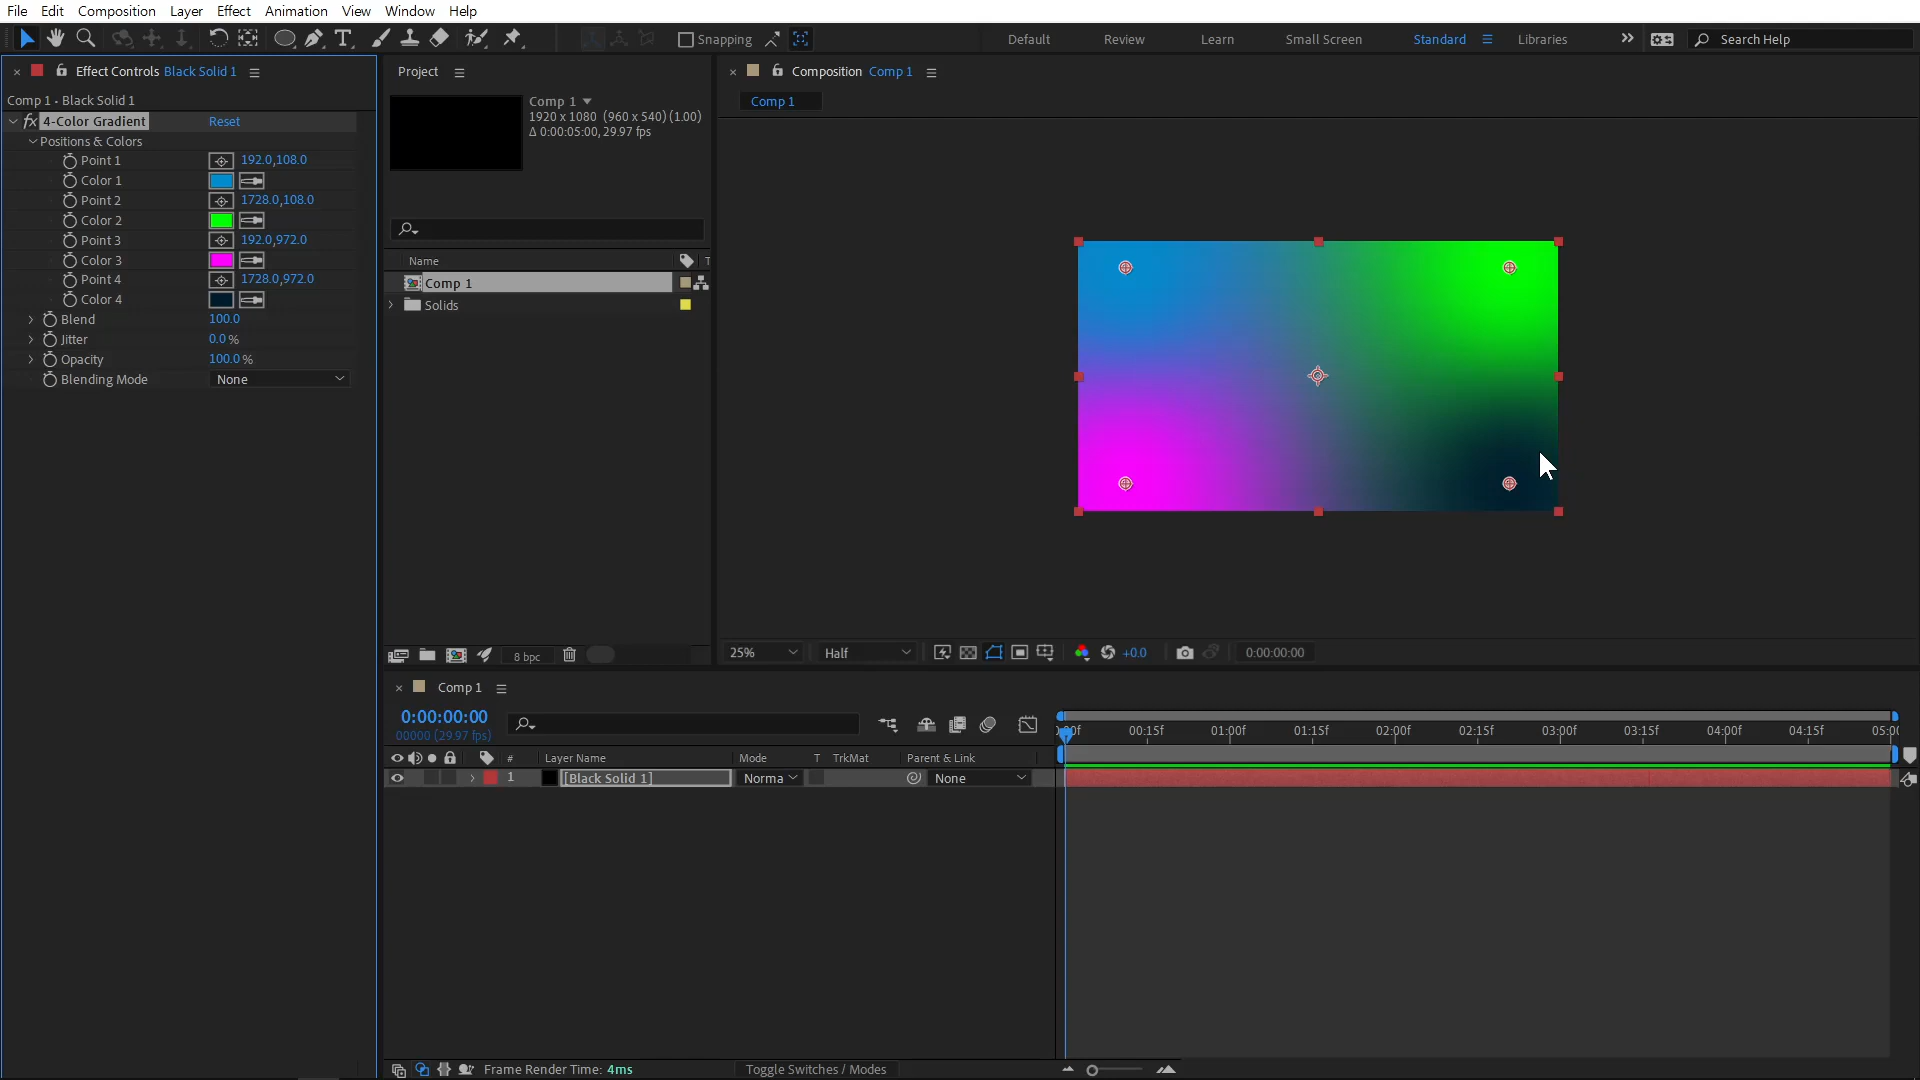 File Edit Composition Layer Effect Animation View Window Help
Snapping
Default Review Learn Small Screen Standard Libraries
Search Help
Effect Controls Black Solid 1
Comp 1 • Black Solid 1
fx 4-Color Gradient Reset
Positions & Colors
Point 1 192.0,108.0
Color 1
Point 2 1728.0,108.0
Color 2
Point 3 192.0,972.0
Color 3
Point 4 1728.0,972.0
Color 4
Blend 100.0
Jitter 0.0 %
Opacity 100.0 %
Blending Mode None
Project
Comp 1
1920 x 1080 (960 x 540) (1.00)
Δ 0:00:05:00, 29.97 fps
Name T
Comp 1
Solids
8 bpc
Composition Comp 1
Comp 1
25% Half +0.0 0:00:00:00
Comp 1
0:00:00:00
00000 (29.97 fps)
# Layer Name Mode T TrkMat Parent & Link
1 [Black Solid 1] Norma None
):00f 00:15f 01:00f 01:15f 02:00f 02:15f 03:00f 03:15f 04:00f 04:15f 05:00
Frame Render Time: 4ms
Toggle Switches / Modes